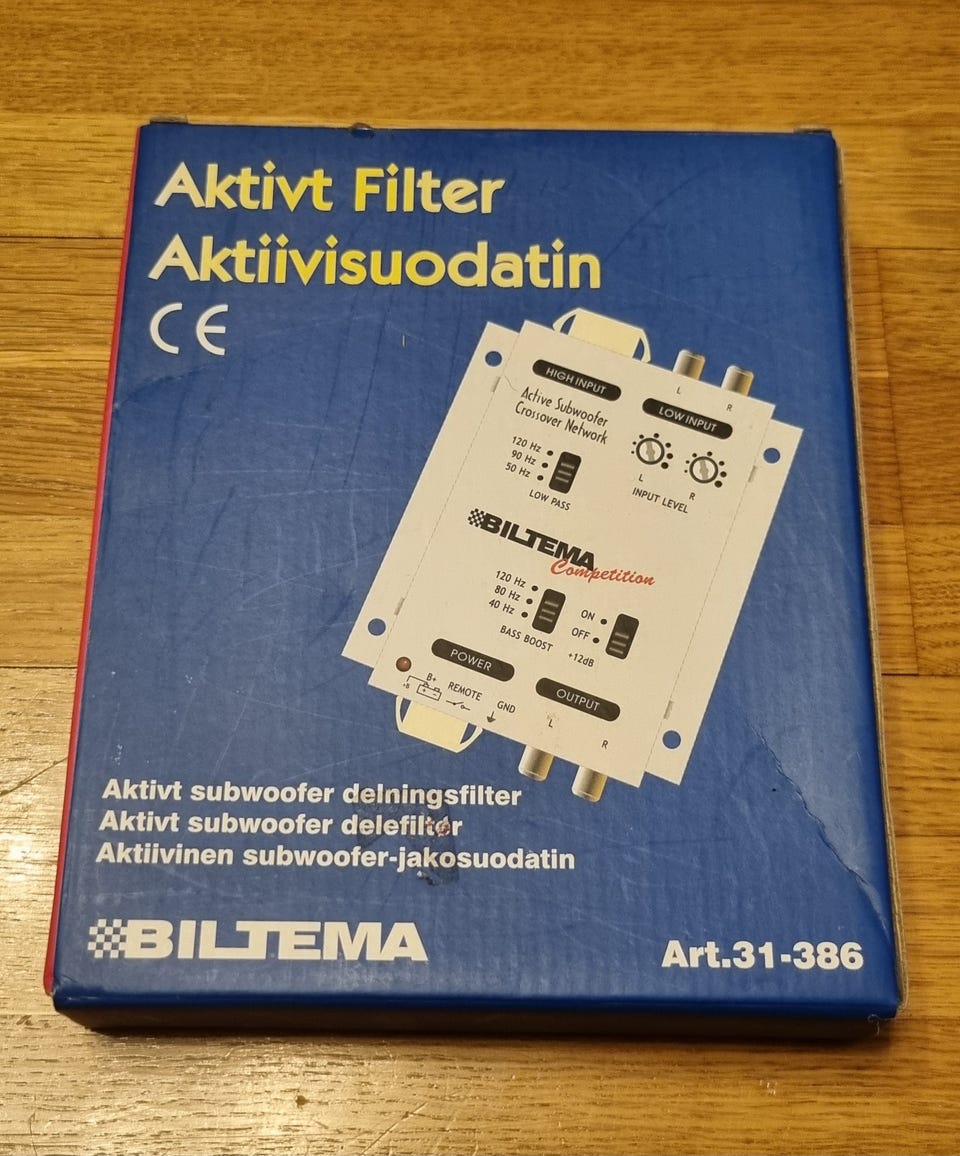 Aktivt Filter
Aktiivisuodatin
CE
HIGH INPUT
L
R
LOW INPUT
Active Subwoofer
Crossover Network
120 Hz
90 Hz
50 Hz
LOW PASS
L
R
INPUT LEVEL
BILTEMA
Competition
120 Hz
80 Hz
40 Hz
BASS BOOST
ON
OFF
+12dB
POWER
B+
REMOTE
GND
OUTPUT
L
R
Aktivt subwoofer delningsfilter
Aktivt subwoofer delefilter
Aktiivinen subwoofer-jakosuodatin
BILTEMA
Art.31-386